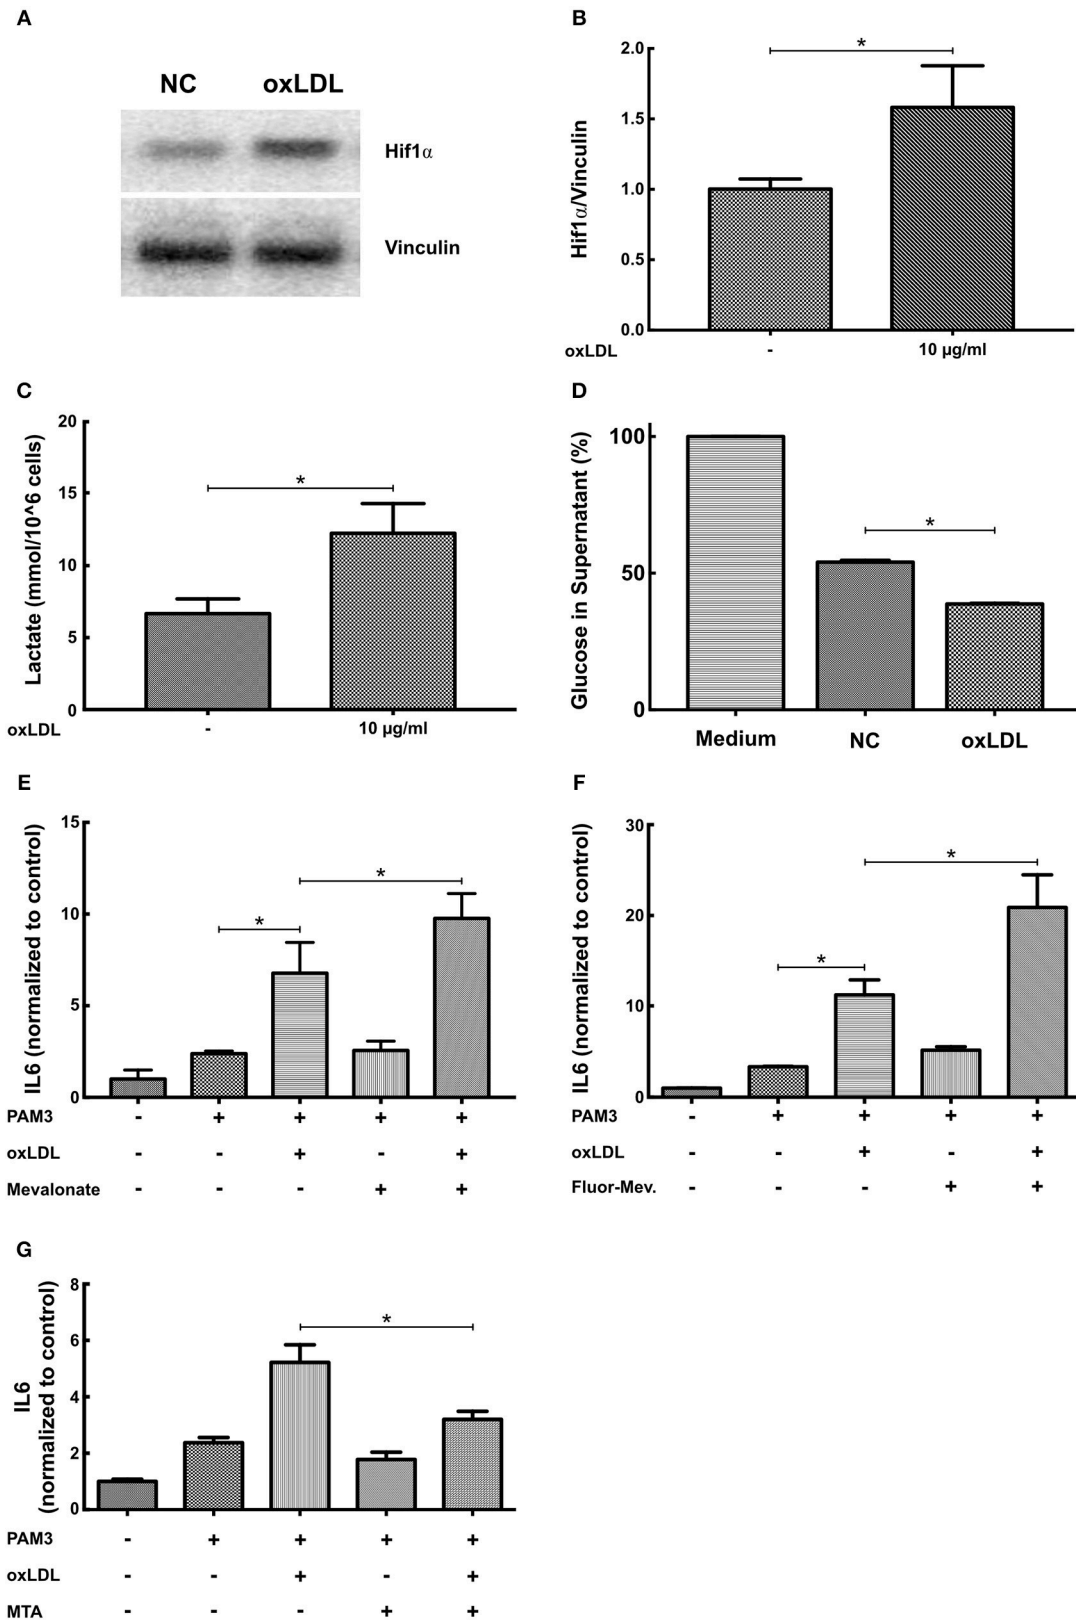 A
NC oxLDL
Hif1α
Vinculin
B
Hif1α/Vinculin
2.0
1.5
1.0
0.5
0.0
*
oxLDL - 10 µg/ml
C
Lactate (mmol/10^6 cells)
20
15
10
5
0
*
oxLDL - 10 µg/ml
D
Glucose in Supernatant (%)
100
50
0
*
Medium NC oxLDL
E
IL6 (normalized to control)
15
10
5
0
*
*
PAM3 - + + + +
oxLDL - - + - +
Mevalonate - - - + +
F
IL6 (normalized to control)
30
20
10
0
*
*
PAM3 - + + + +
oxLDL - - + - +
Fluor-Mev. - - - + +
G
IL6
(normalized to control)
8
6
4
2
0
*
PAM3 - + + + +
oxLDL - - + - +
MTA - - - + +